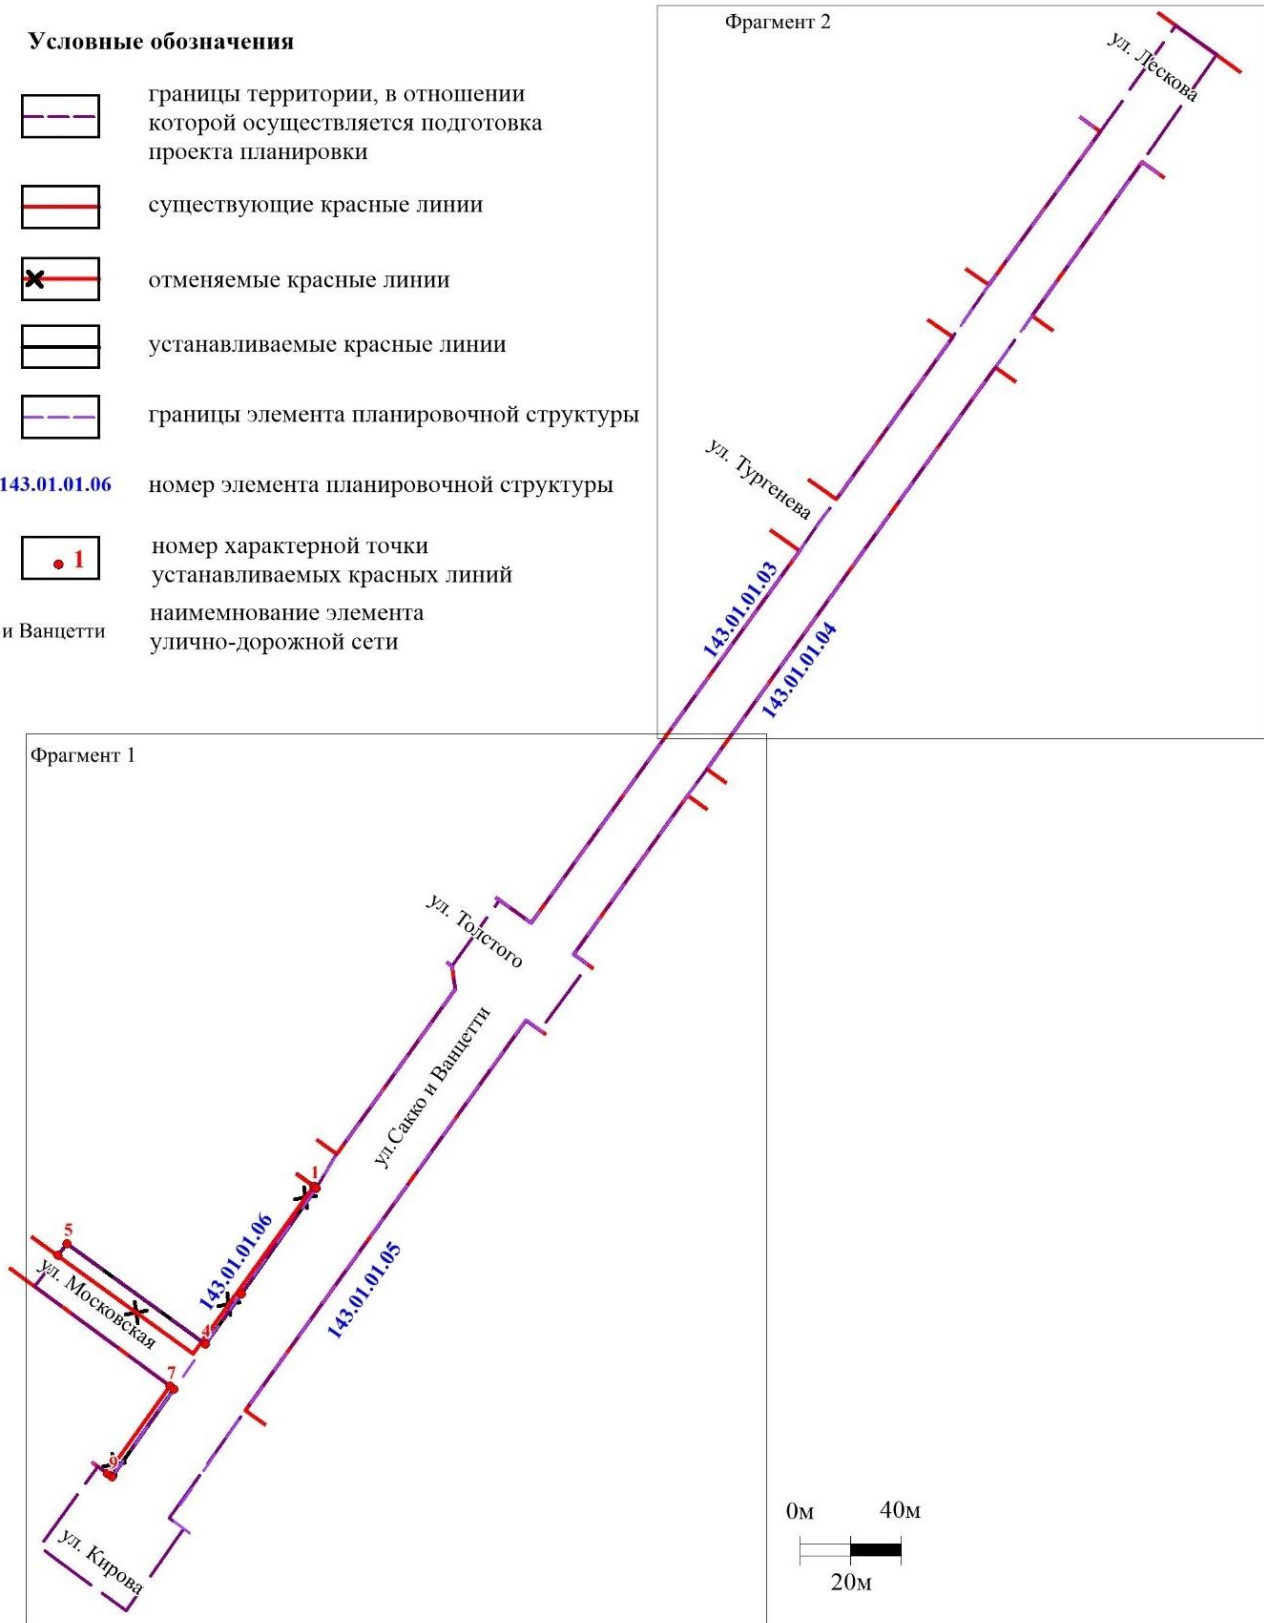 Условные обозначения
границы территории, в отношении
которой осуществляется подготовка
проекта планировки
существующие красные линии
отменяемые красные линии
устанавливаемые красные линии
границы элемента планировочной структуры
143.01.01.06
номер элемента планировочной структуры
1
номер характерной точки
устанавливаемых красных линий
и Ванцетти
наимемнование элемента
улично-дорожной сети
Фрагмент 2
ул. Лескова
ул. Тургенева
143.01.01.03
143.01.01.04
Фрагмент 1
ул. Толстого
ул.Сакко и Ванцетти
1
5
143.01.01.06
ул. Московская
4
143.01.01.05
7
9
ул. Кирова
0м
40м
20м